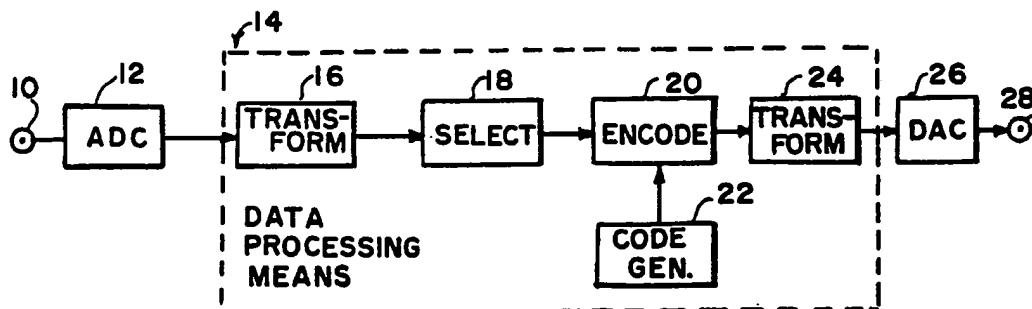 14
10
12
16
18
20
24
26
28
ADC
TRANS-
FORM
SELECT
ENCODE
TRANS-
FORM
DAC
DATA
PROCESSING
MEANS
22
CODE
GEN.